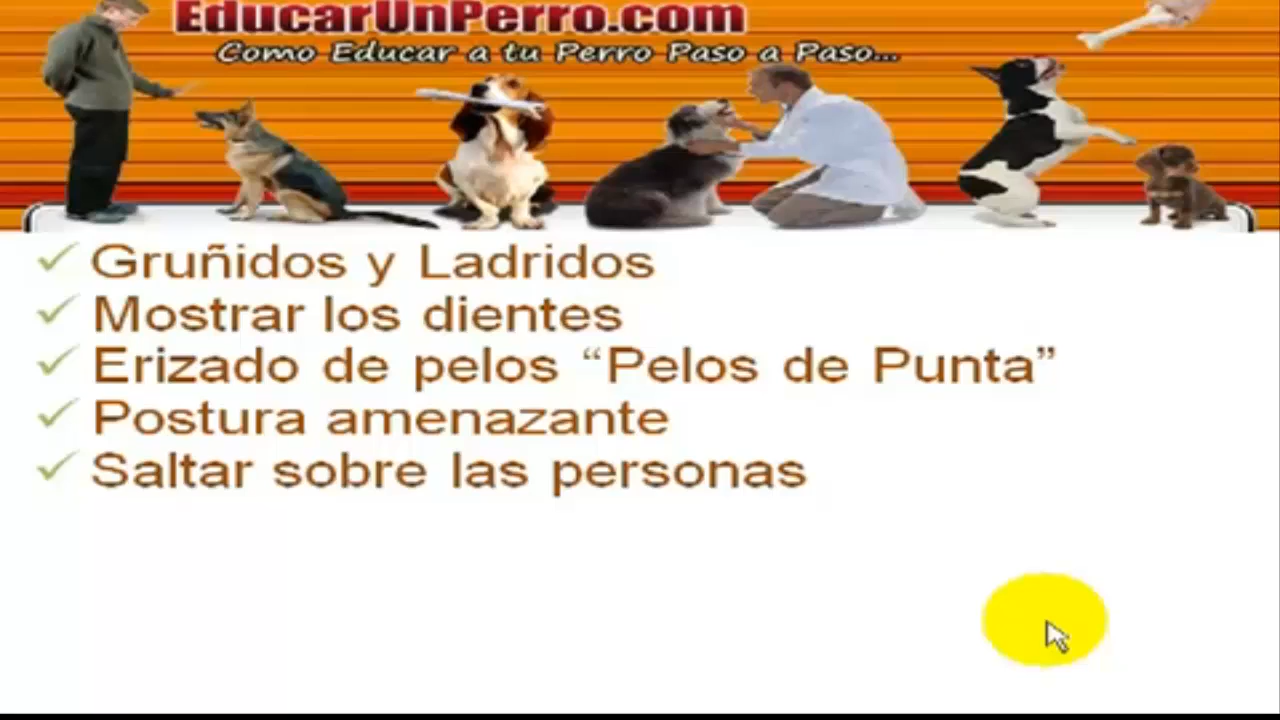 EducarUnPerro.com
Como Educar a tu Perro Paso a Paso...
Gruñidos y Ladridos
Mostrar los dientes
Erizado de pelos “Pelos de Punta”
Postura amenazante
Saltar sobre las personas